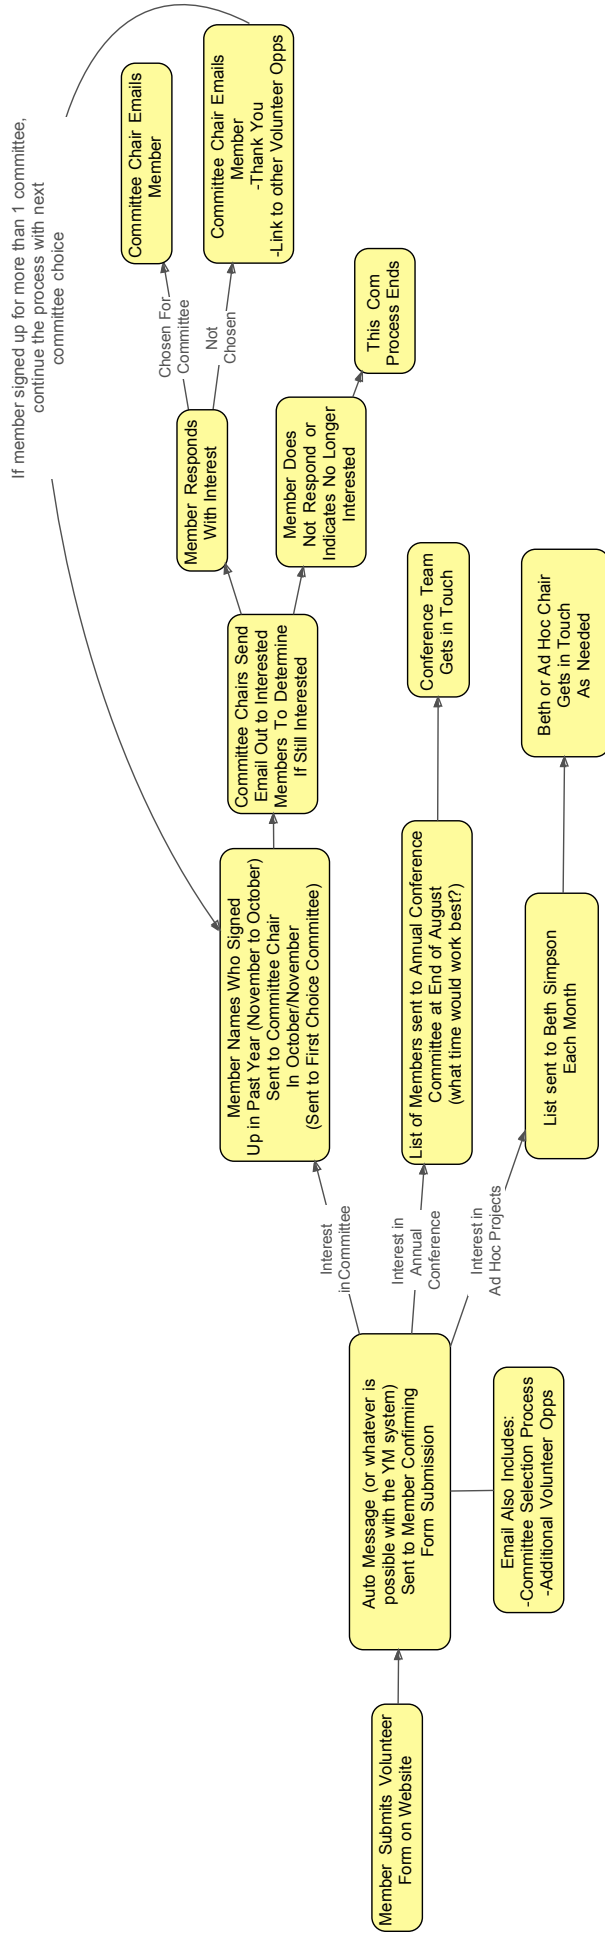 Member Submits Volunteer
Form on Website
Auto Message (or whatever is
possible with the YM system)
Sent to Member Confirming
Form Submission
Email Also Includes:
-Committee Selection Process
-Additional Volunteer Opps
Interest
inCommittee
Interest in
Annual
Conference
Interest in
Ad Hoc Projects
Member Names Who Signed
Up in Past Year (November to October)
Sent to Committee Chair
In October/November
(Sent to First Choice Committee)
List of Members sent to Annual Conference
Committee at End of August
(what time would work best?)
List sent to Beth Simpson
Each Month
Committee Chairs Send
Email Out to Interested
Members To Determine
If Still Interested
Conference Team
Gets in Touch
Beth or Ad Hoc Chair
Gets in Touch
As Needed
Member Responds
With Interest
Member Does
Not Respond or
Indicates No Longer
Interested
Chosen For
Committee
Not
Chosen
This Com
Process Ends
Committee Chair Emails
Member
Committee Chair Emails
Member
-Thank You
-Link to other Volunteer Opps
If member signed up for more than 1 committee,
continue the process with next
committee choice